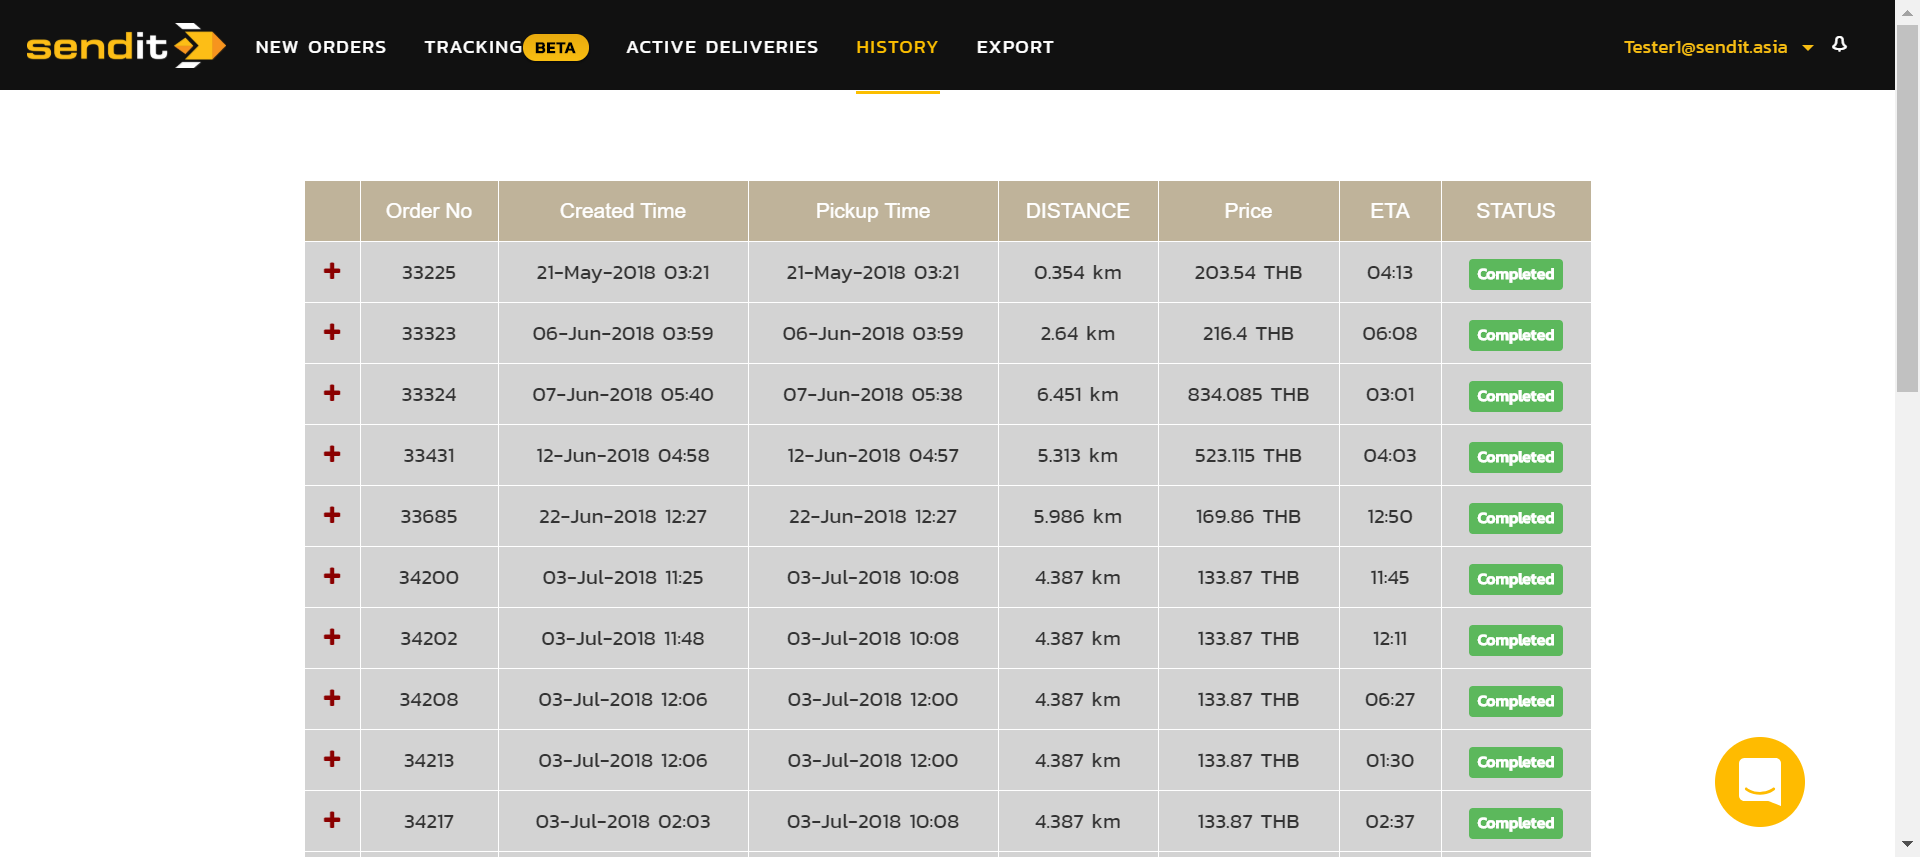 sendit NEW ORDERS TRACKING BETA ACTIVE DELIVERIES HISTORY EXPORT Tester1@sendit.asia
Order No Created Time Pickup Time DISTANCE Price ETA STATUS
33225 21-May-2018 03:21 21-May-2018 03:21 0.354 km 203.54 THB 04:13 Completed
33323 06-Jun-2018 03:59 06-Jun-2018 03:59 2.64 km 216.4 THB 06:08 Completed
33324 07-Jun-2018 05:40 07-Jun-2018 05:38 6.451 km 834.085 THB 03:01 Completed
33431 12-Jun-2018 04:58 12-Jun-2018 04:57 5.313 km 523.115 THB 04:03 Completed
33685 22-Jun-2018 12:27 22-Jun-2018 12:27 5.986 km 169.86 THB 12:50 Completed
34200 03-Jul-2018 11:25 03-Jul-2018 10:08 4.387 km 133.87 THB 11:45 Completed
34202 03-Jul-2018 11:48 03-Jul-2018 10:08 4.387 km 133.87 THB 12:11 Completed
34208 03-Jul-2018 12:06 03-Jul-2018 12:00 4.387 km 133.87 THB 06:27 Completed
34213 03-Jul-2018 12:06 03-Jul-2018 12:00 4.387 km 133.87 THB 01:30 Completed
34217 03-Jul-2018 02:03 03-Jul-2018 10:08 4.387 km 133.87 THB 02:37 Completed